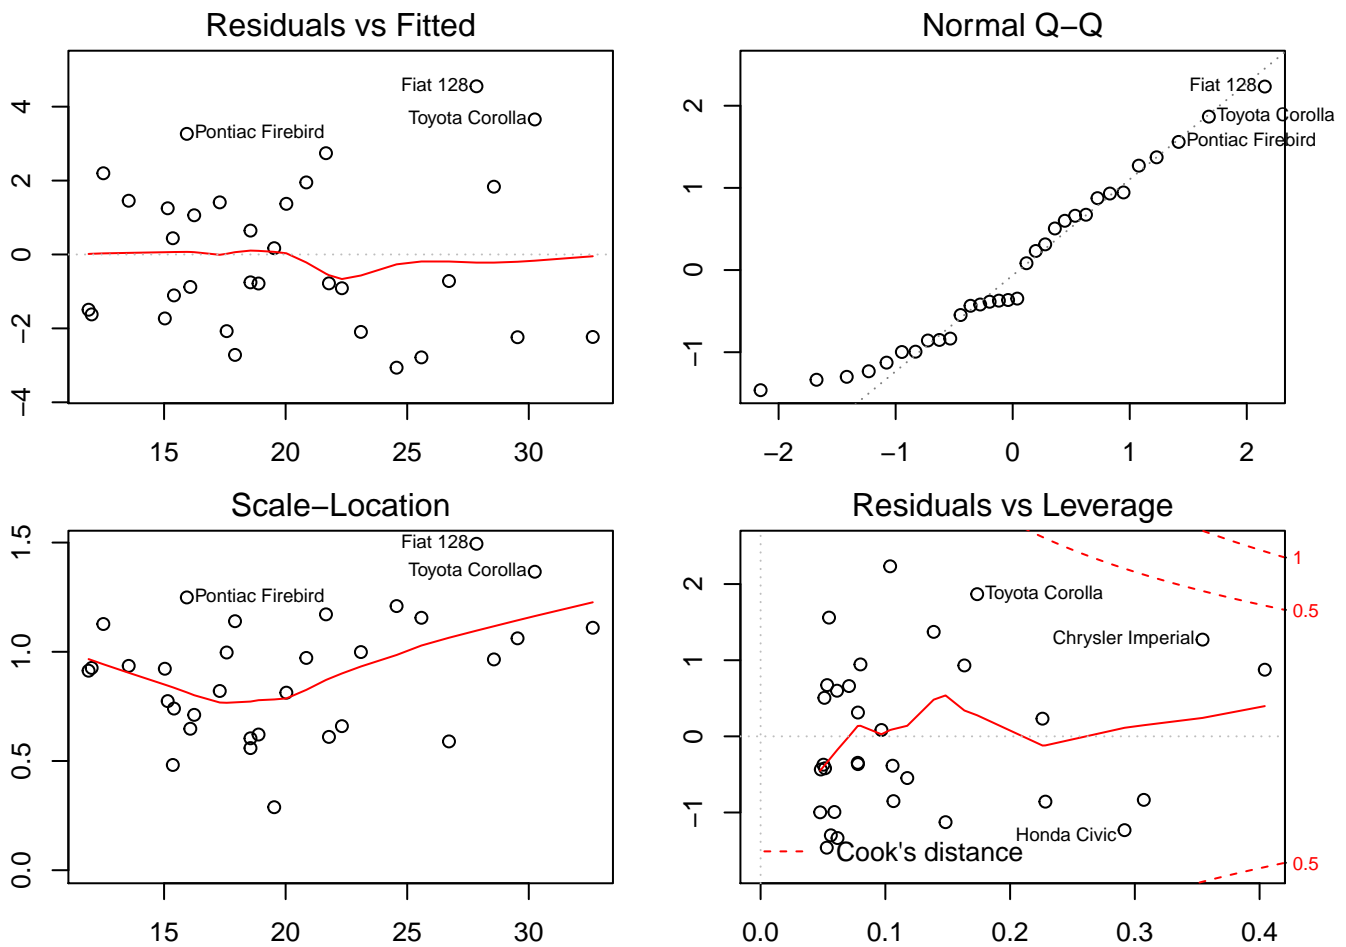 Residuals vs Fitted
Fiat 128
Toyota Corolla
Pontiac Firebird
4
2
0
−2
−4
15 20 25 30
Normal Q−Q
Fiat 128
Toyota Corolla
Pontiac Firebird
2
1
0
−1
−2 −1 0 1 2
Scale−Location
Fiat 128
Toyota Corolla
Pontiac Firebird
1.5
1.0
0.5
0.0
15 20 25 30
Residuals vs Leverage
1
0.5
Toyota Corolla
Chrysler Imperial
Honda Civic
Cook's distance
0.5
2
1
0
−1
0.0 0.1 0.2 0.3 0.4